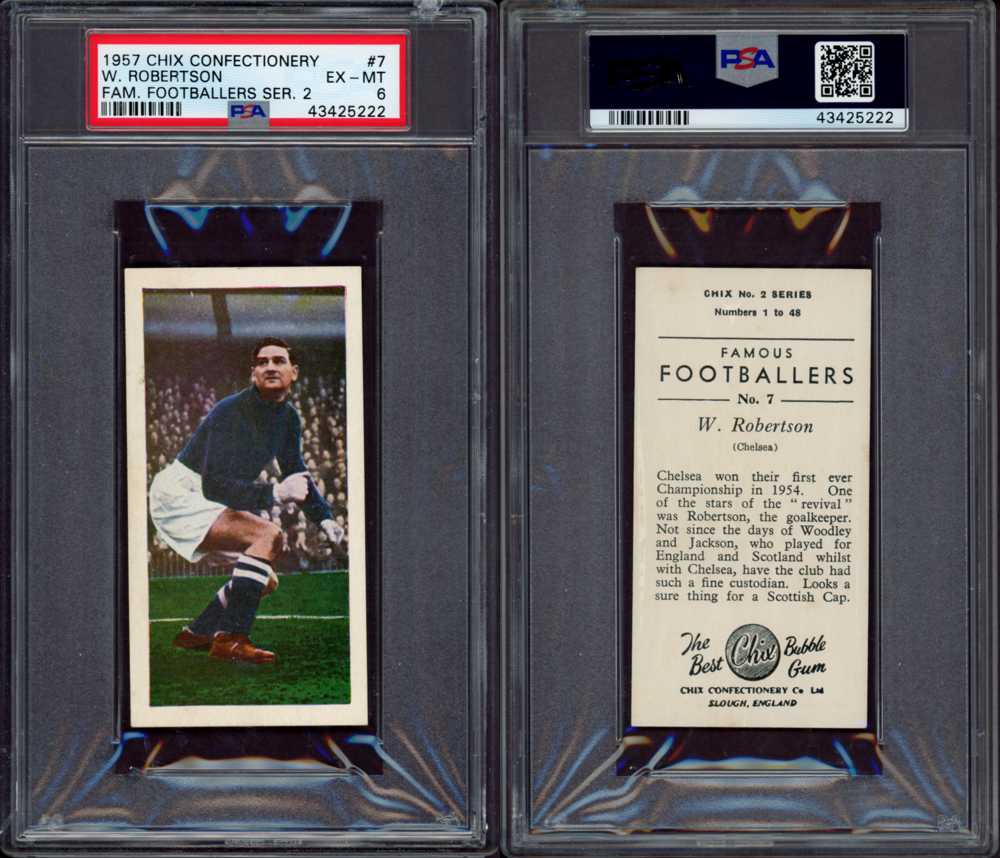 1957 CHIX CONFECTIONERY #7
W. ROBERTSON EX - MT
FAM. FOOTBALLERS SER. 2 6
PSA 43425222
PSA
PSA
43425222
CHIX No. 2 SERIES
Numbers 1 to 48
FAMOUS
FOOTBALLERS
No. 7
W. Robertson
(Chelsea)
Chelsea won their first ever
Championship in 1954. One
of the stars of the "revival"
was Robertson, the goalkeeper.
Not since the days of Woodley
and Jackson, who played for
England and Scotland whilst
with Chelsea, have the club had
such a fine custodian. Looks a
sure thing for a Scottish Cap.
The Best Chix Bubble Gum
CHIX CONFECTIONERY Co Ltd
SLOUGH, ENGLAND